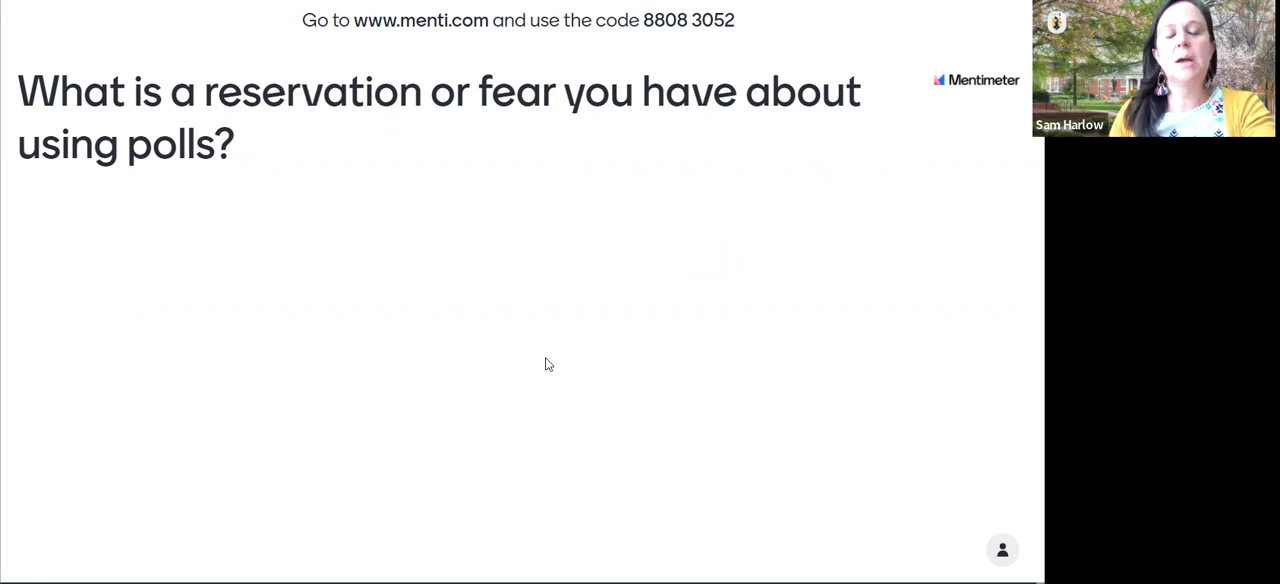 Go to www.menti.com and use the code 8808 3052
What is a reservation or fear you have about
using polls?
Mentimeter
Sam Harlow